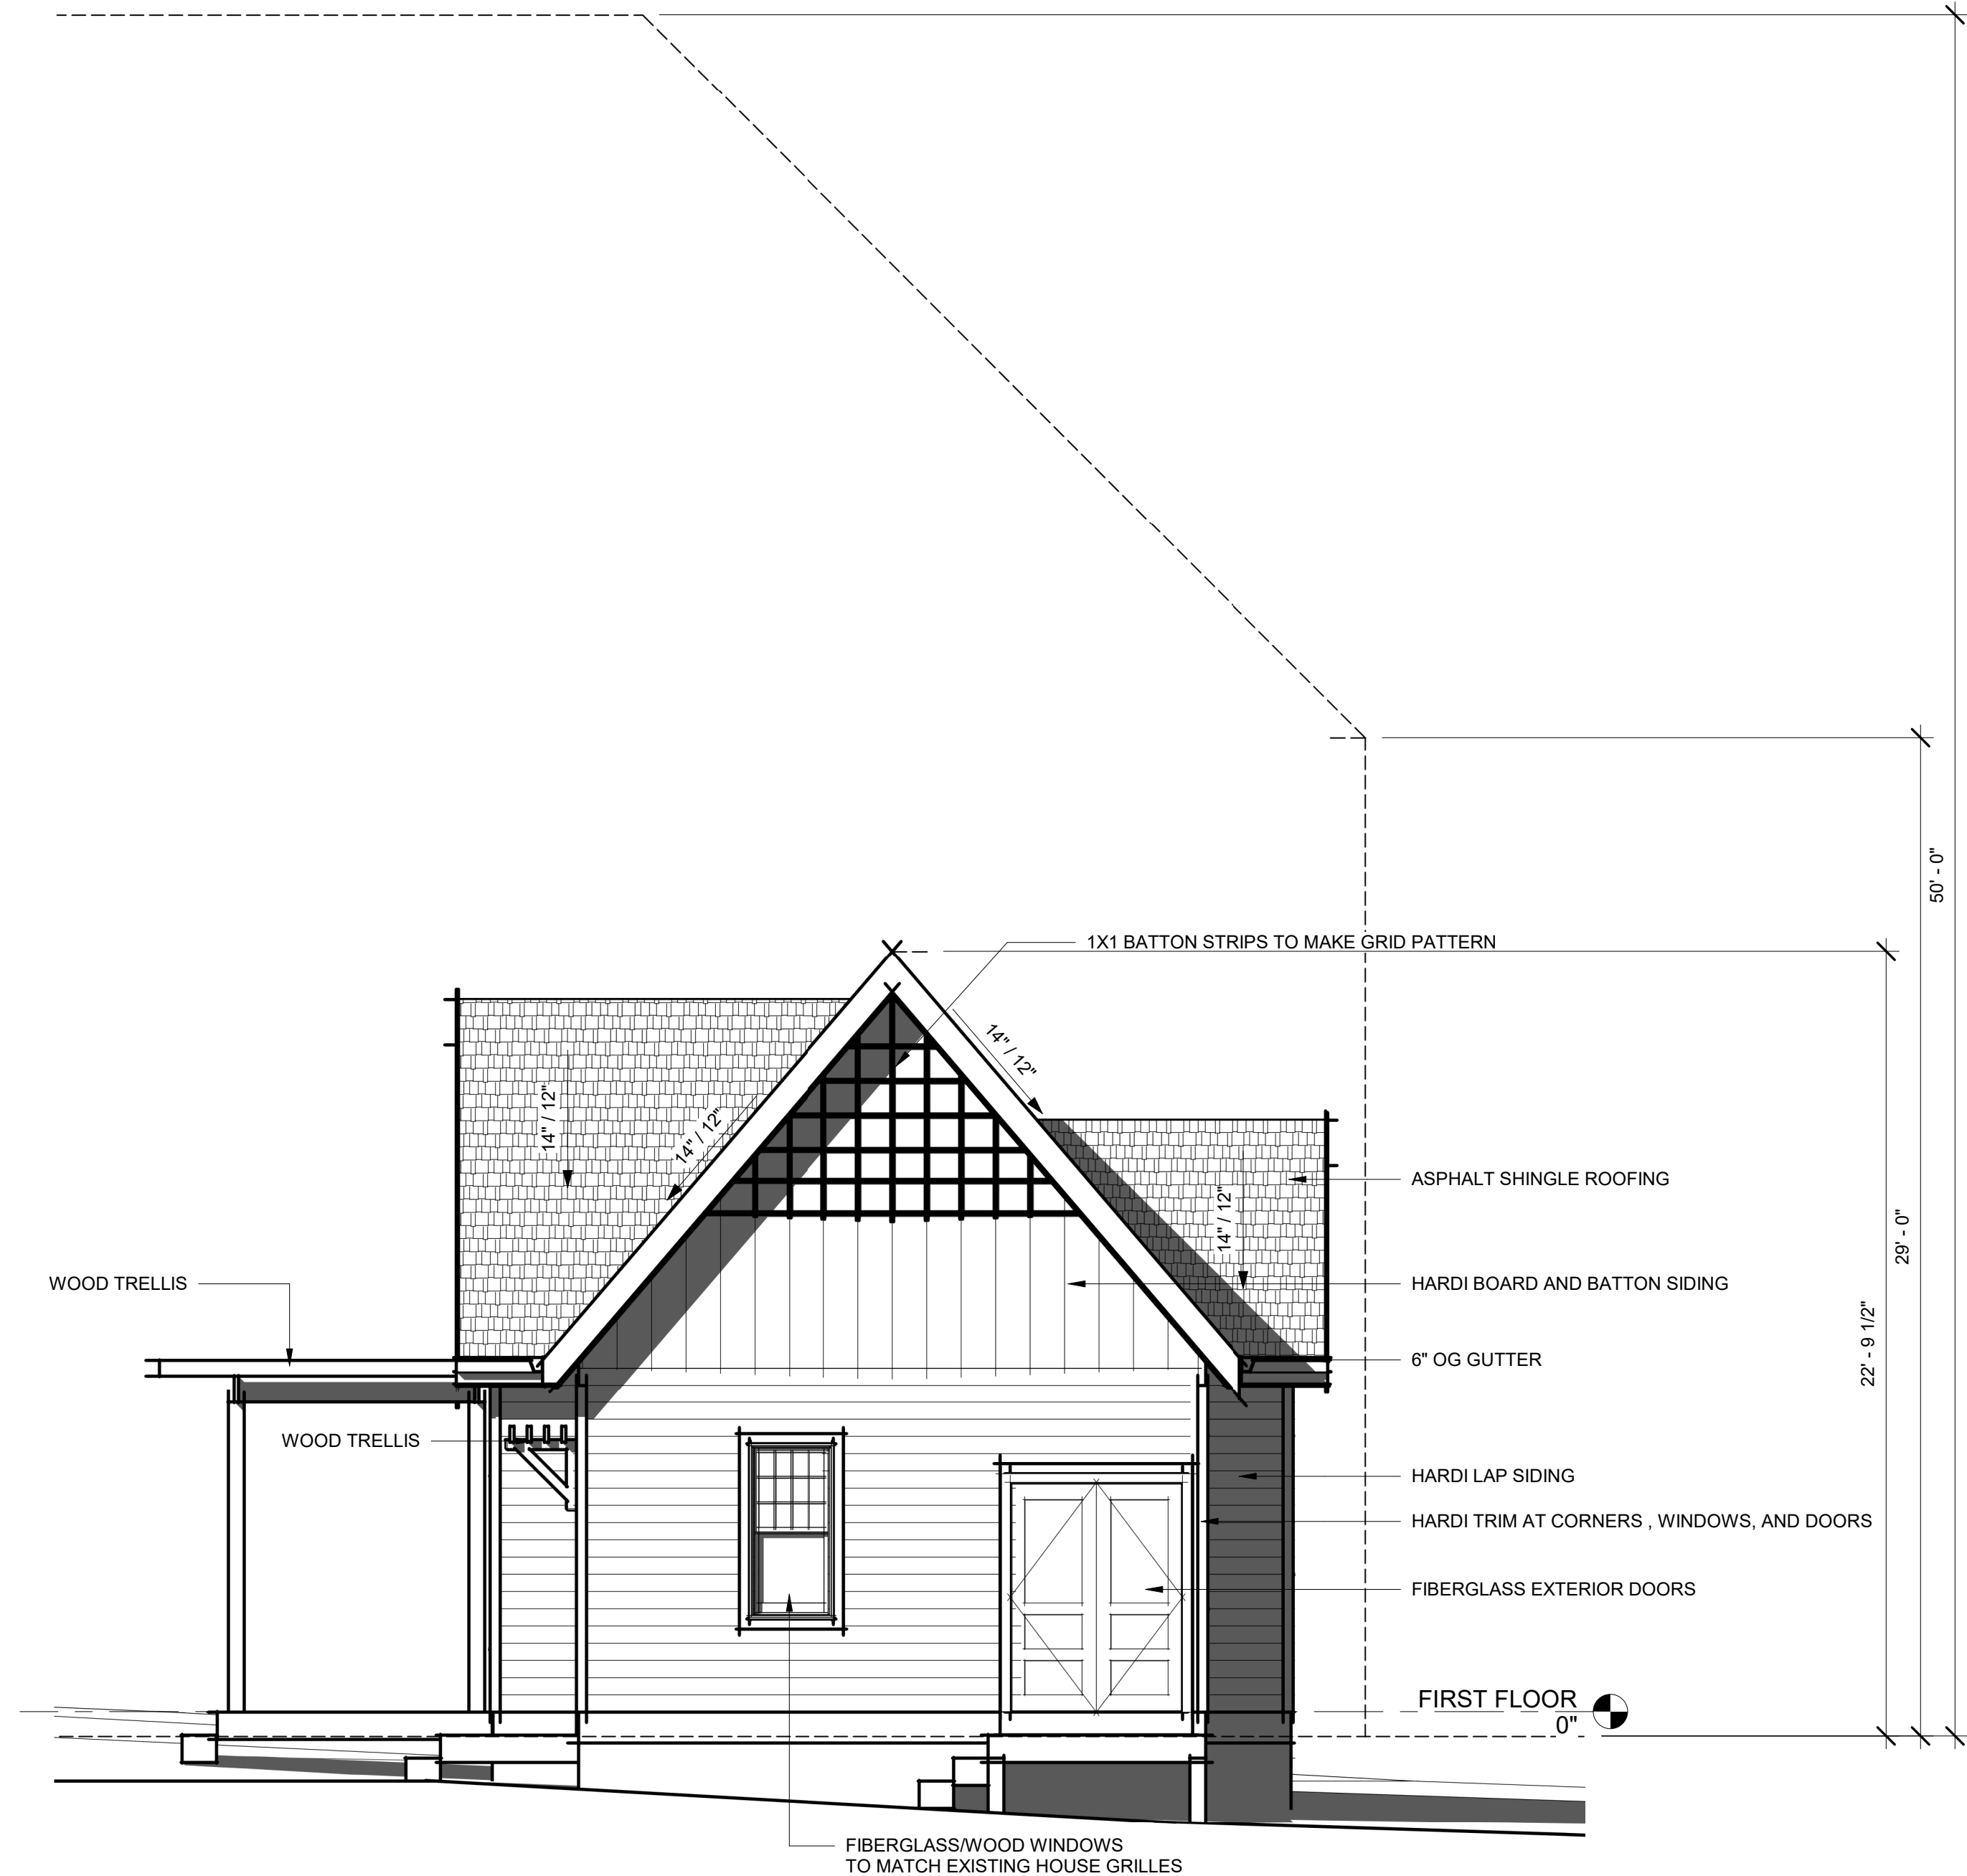 50' - 0"
1X1 BATTON STRIPS TO MAKE GRID PATTERN
14" / 12"
14" / 12"
14" / 12"
14" / 12"
ASPHALT SHINGLE ROOFING
29' - 0"
WOOD TRELLIS
HARDI BOARD AND BATTON SIDING
22' - 9 1/2"
6" OG GUTTER
WOOD TRELLIS
HARDI LAP SIDING
HARDI TRIM AT CORNERS , WINDOWS, AND DOORS
FIBERGLASS EXTERIOR DOORS
FIRST FLOOR
0"
FIBERGLASS/WOOD WINDOWS
TO MATCH EXISTING HOUSE GRILLES